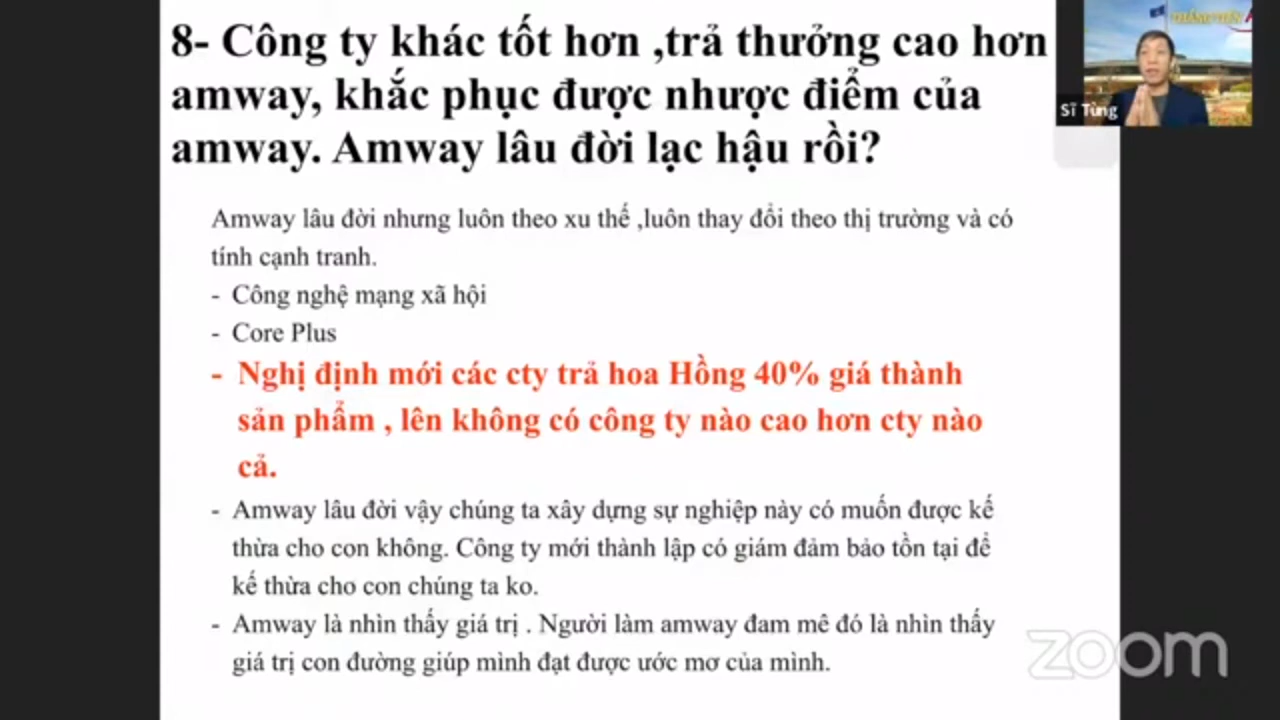 8- Công ty khác tốt hơn ,trả thưởng cao hơn
amway, khắc phục được nhược điểm của
amway. Amway lâu đời lạc hậu rồi?
Sĩ Tùng
Amway lâu đời nhưng luôn theo xu thế ,luôn thay đổi theo thị trường và có
tính cạnh tranh.
- Công nghệ mạng xã hội
- Core Plus
- Nghị định mới các cty trả hoa Hồng 40% giá thành
sản phẩm , lên không có công ty nào cao hơn cty nào
cả.
- Amway lâu đời vậy chúng ta xây dựng sự nghiệp này có muốn được kế
thừa cho con không. Công ty mới thành lập có giám đảm bảo tồn tại để
kế thừa cho con chúng ta ko.
- Amway là nhìn thấy giá trị . Người làm amway đam mê đó là nhìn thấy
giá trị con đường giúp mình đạt được ước mơ của mình.
zoom